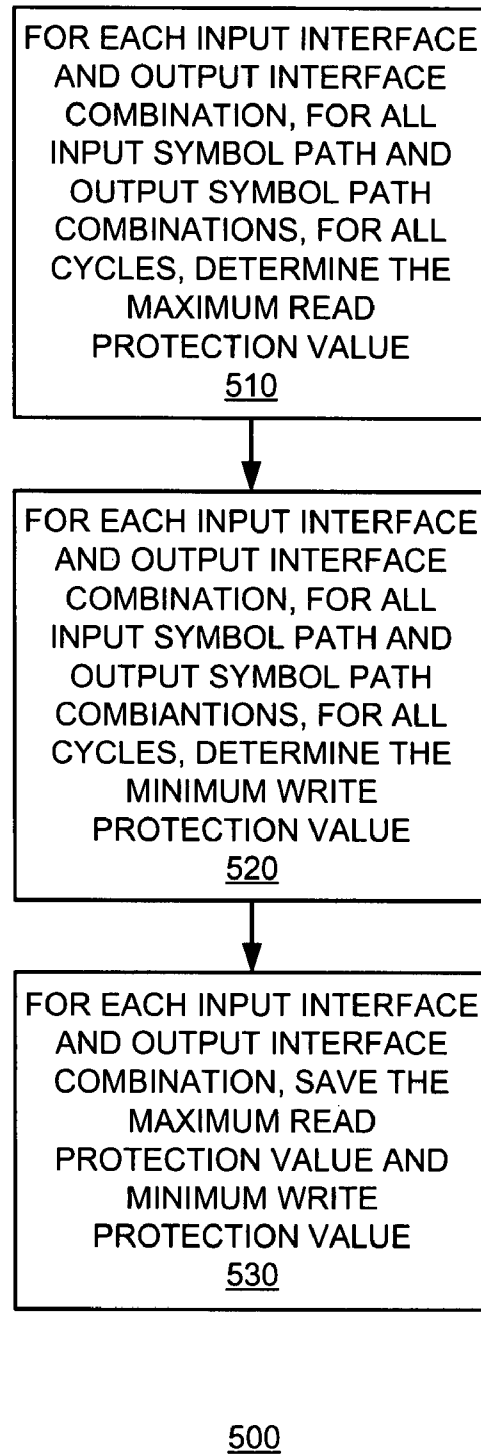 FOR EACH INPUT INTERFACE
AND OUTPUT INTERFACE
COMBINATION, FOR ALL
INPUT SYMBOL PATH AND
OUTPUT SYMBOL PATH
COMBINATIONS, FOR ALL
CYCLES, DETERMINE THE
MAXIMUM READ
PROTECTION VALUE
510
FOR EACH INPUT INTERFACE
AND OUTPUT INTERFACE
COMBINATION, FOR ALL
INPUT SYMBOL PATH AND
OUTPUT SYMBOL PATH
COMBIANTIONS, FOR ALL
CYCLES, DETERMINE THE
MINIMUM WRITE
PROTECTION VALUE
520
FOR EACH INPUT INTERFACE
AND OUTPUT INTERFACE
COMBINATION, SAVE THE
MAXIMUM READ
PROTECTION VALUE AND
MINIMUM WRITE
PROTECTION VALUE
530
500